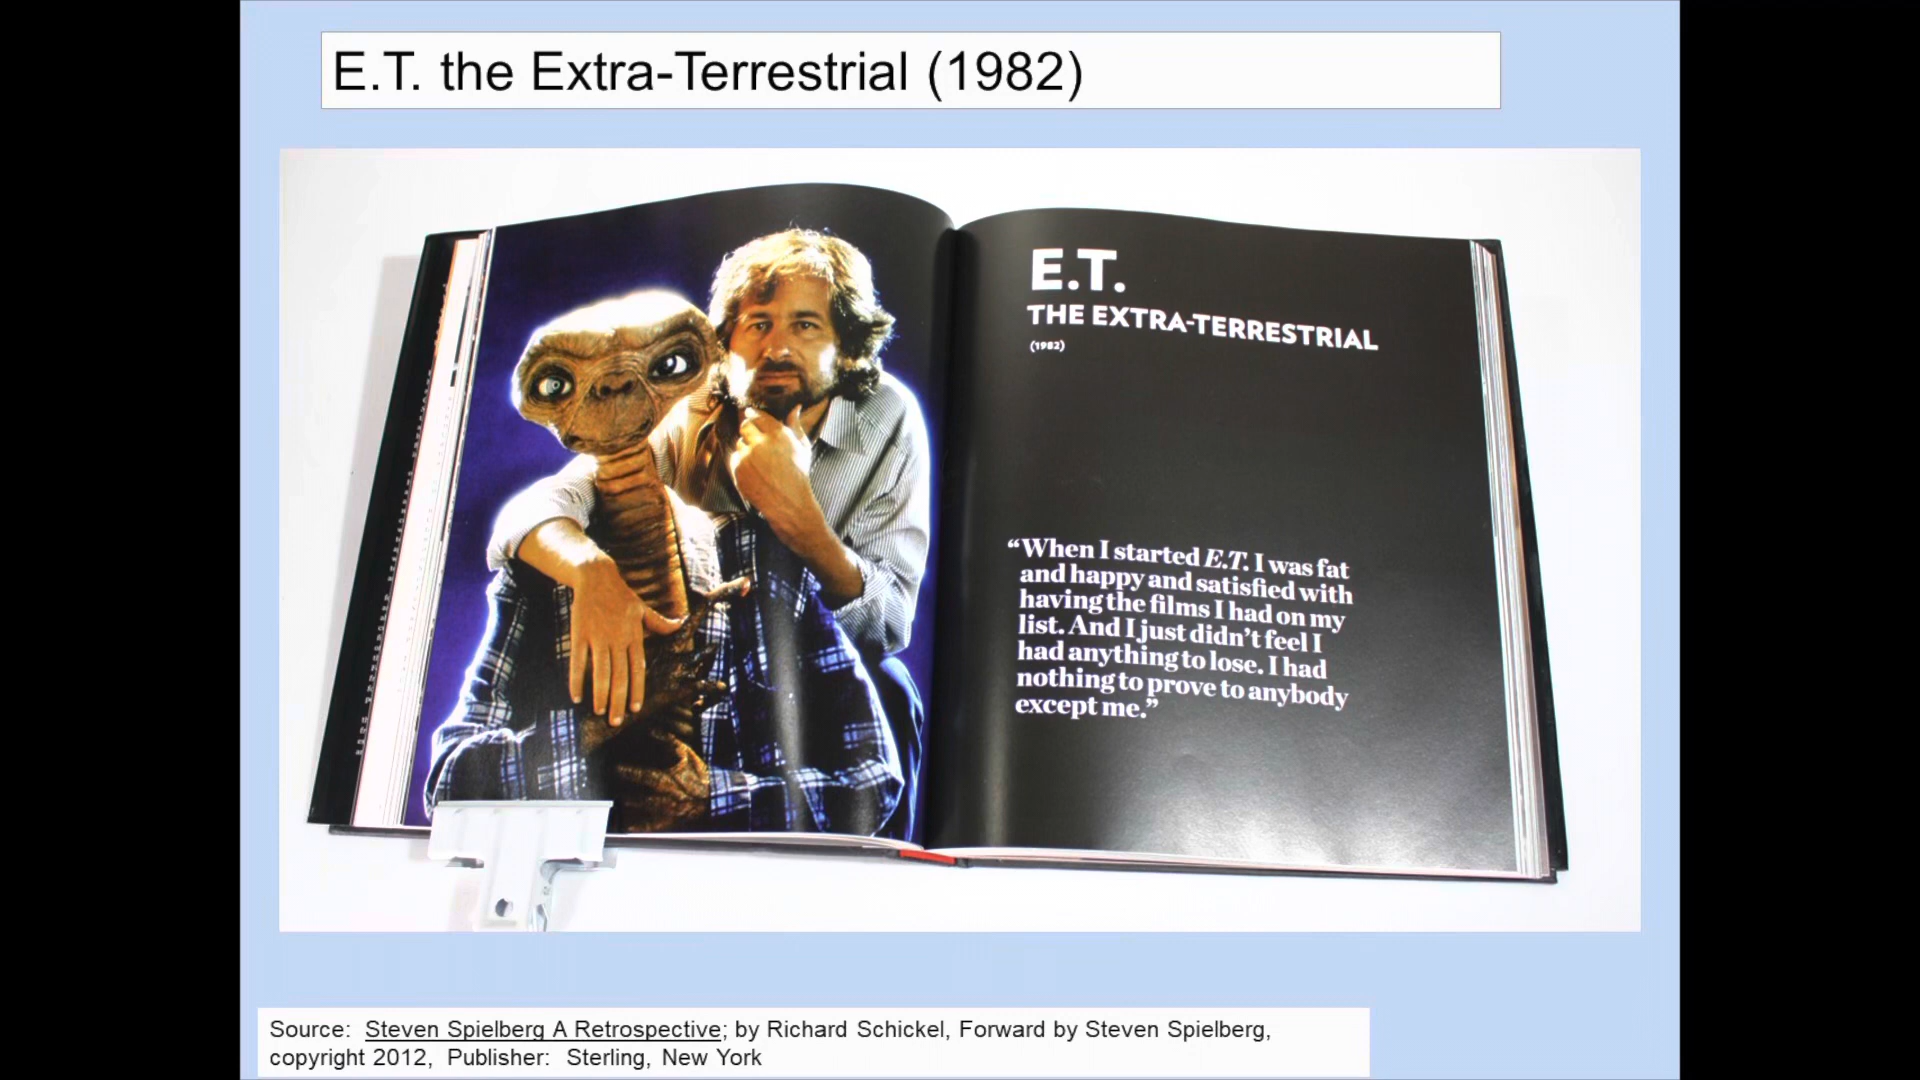 E.T. the Extra-Terrestrial (1982)
E.T.
THE EXTRA-TERRESTRIAL
(1982)
“When I started E.T. I was fat
and happy and satisfied with
having the films I had on my
list. And I just didn’t feel I
had anything to lose. I had
nothing to prove to anybody
except me.”
Source: Steven Spielberg A Retrospective; by Richard Schickel, Forward by Steven Spielberg,
copyright 2012, Publisher: Sterling, New York